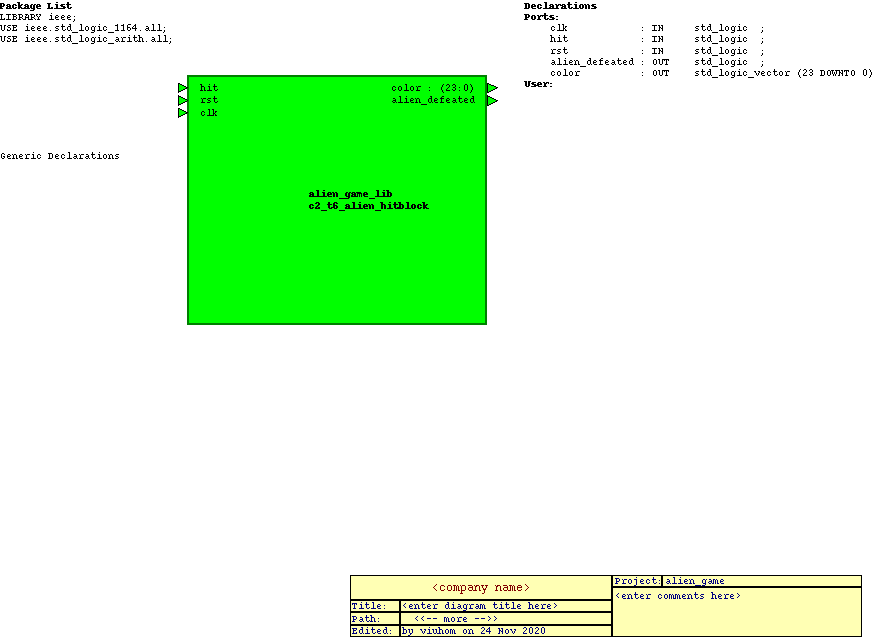 Package List
LIBRARY ieee;
USE ieee.std_logic_1164.all;
USE ieee.std_logic_arith.all;
Declarations
Ports:
clk : IN std_logic ;
hit : IN std_logic ;
rst : IN std_logic ;
alien_defeated : OUT std_logic ;
color : OUT std_logic_vector (23 DOWNTO 0)
User:
hit color : (23:0)
rst alien_defeated
clk
Generic Declarations
alien_game_lib
c2_t6_alien_hitblock
<company name>
Title: <enter diagram title here>
Path: <<-- more -->>
Edited: by viuhom on 24 Nov 2020
Project: alien_game
<enter comments here>